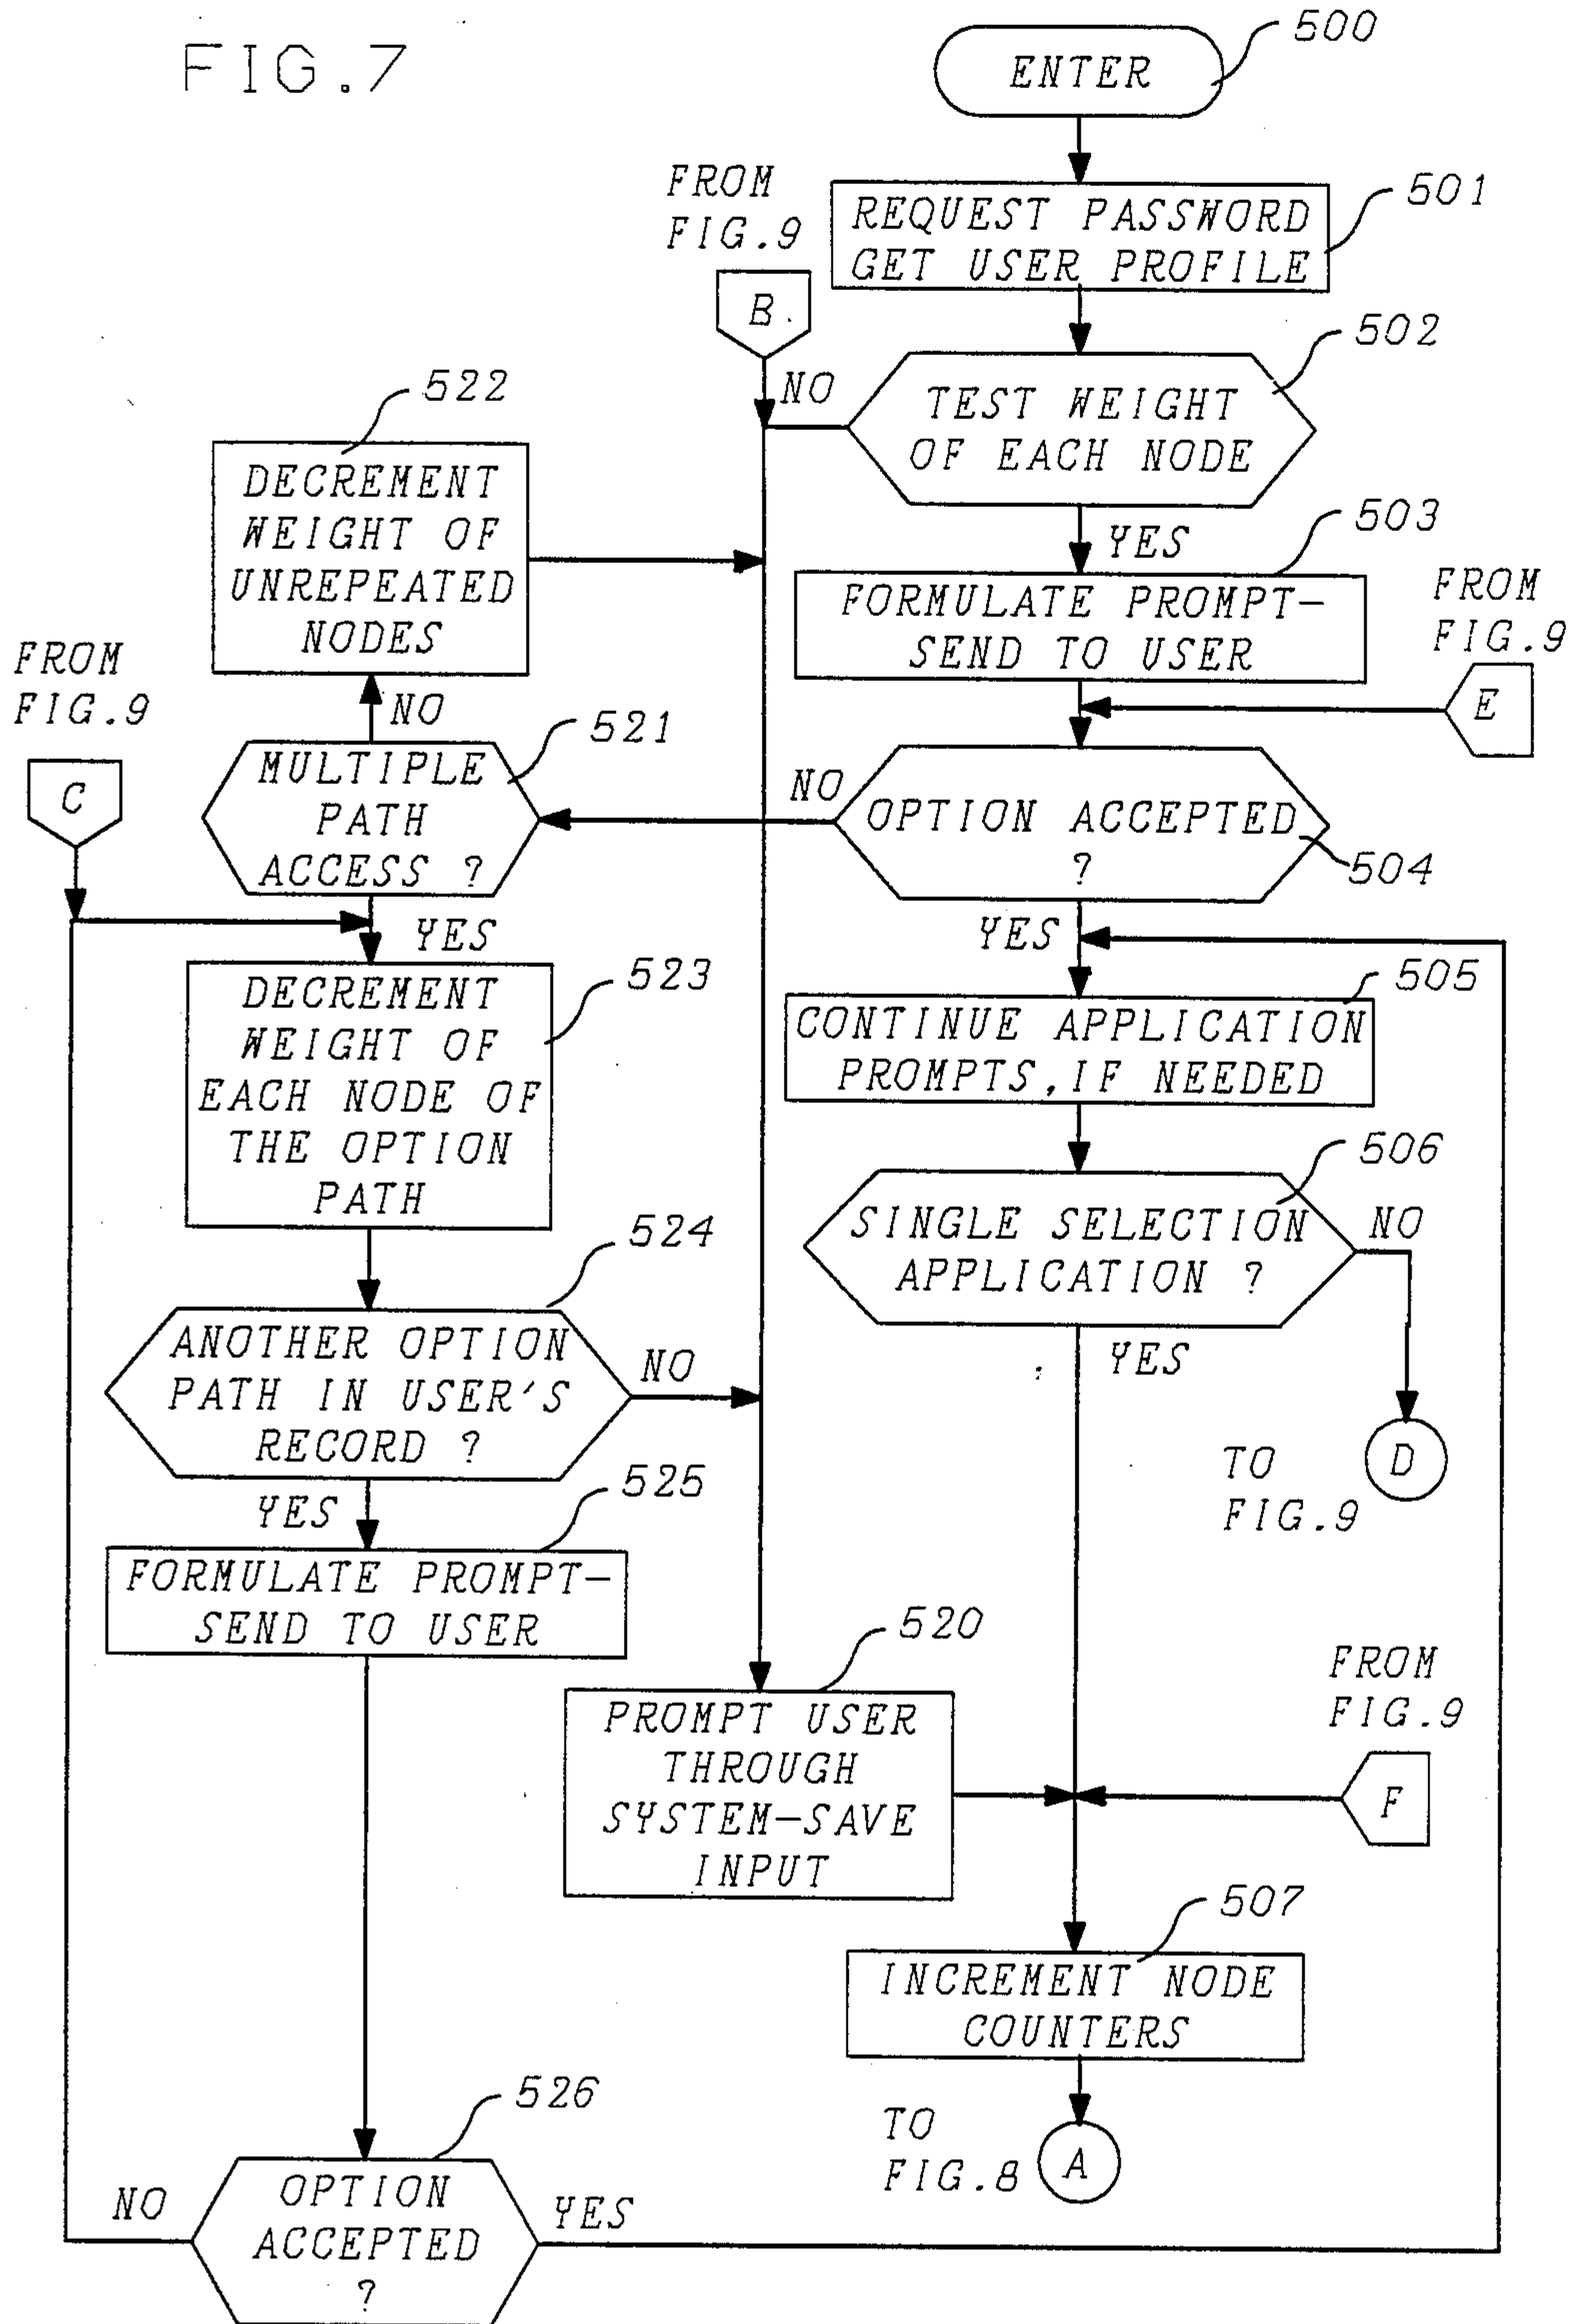 FIG.7
500
ENTER
FROM
FIG.9
501
REQUEST PASSWORD
GET USER PROFILE
B
502
NO
TEST WEIGHT
OF EACH NODE
522
DECREMENT
WEIGHT OF
UNREPEATED
NODES
YES
503
FORMULATE PROMPT-
SEND TO USER
FROM
FIG.9
E
FROM
FIG.9
C
NO
521
MULTIPLE
PATH
ACCESS ?
NO
OPTION ACCEPTED
?
504
YES
YES
523
DECREMENT
WEIGHT OF
EACH NODE OF
THE OPTION
PATH
505
CONTINUE APPLICATION
PROMPTS, IF NEEDED
506
SINGLE SELECTION
APPLICATION ?
NO
524
ANOTHER OPTION
PATH IN USER'S
RECORD ?
NO
YES
TO
FIG.9
D
YES
525
FORMULATE PROMPT-
SEND TO USER
520
PROMPT USER
THROUGH
SYSTEM-SAVE
INPUT
FROM
FIG.9
F
507
INCREMENT NODE
COUNTERS
TO
FIG.8
A
526
NO
OPTION
ACCEPTED
?
YES